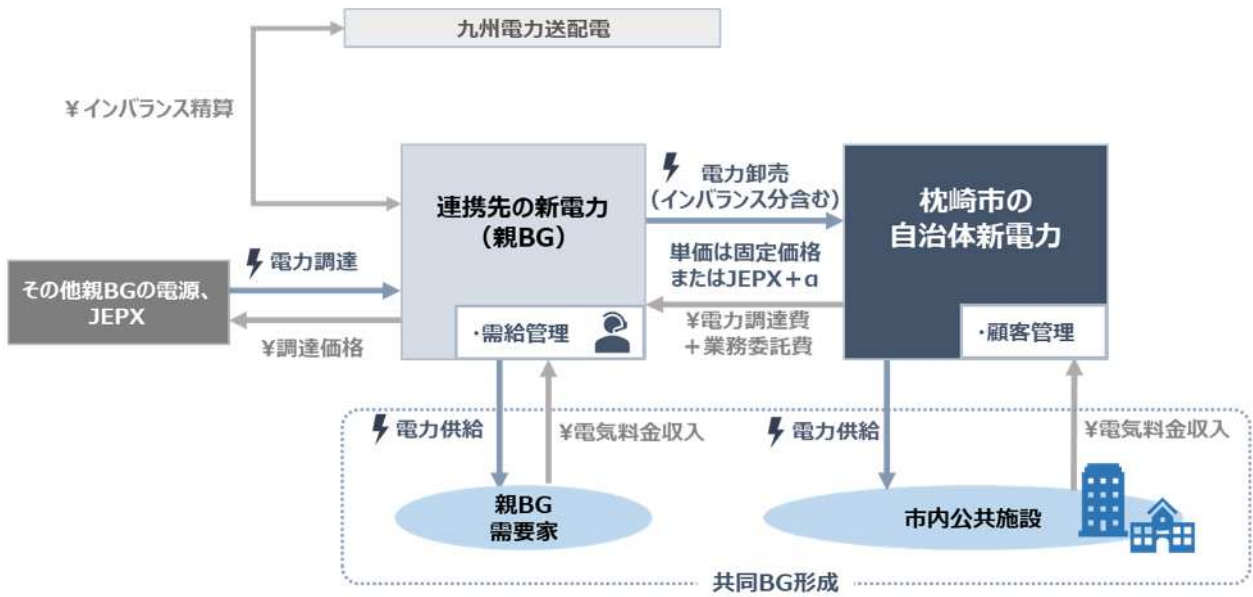 九州電力送配電
¥インバランス精算
連携先の新電力
（親BG）
電力卸売
（インバランス分含む）
枕崎市の
自治体新電力
電力調達
単価は固定価格
またはJEPX＋α
その他親BGの電源、
JEPX
¥調達価格
・需給管理
¥電力調達費
＋業務委託費
・顧客管理
電力供給
¥電気料金収入
電力供給
¥電気料金収入
親BG
需要家
市内公共施設
共同BG形成